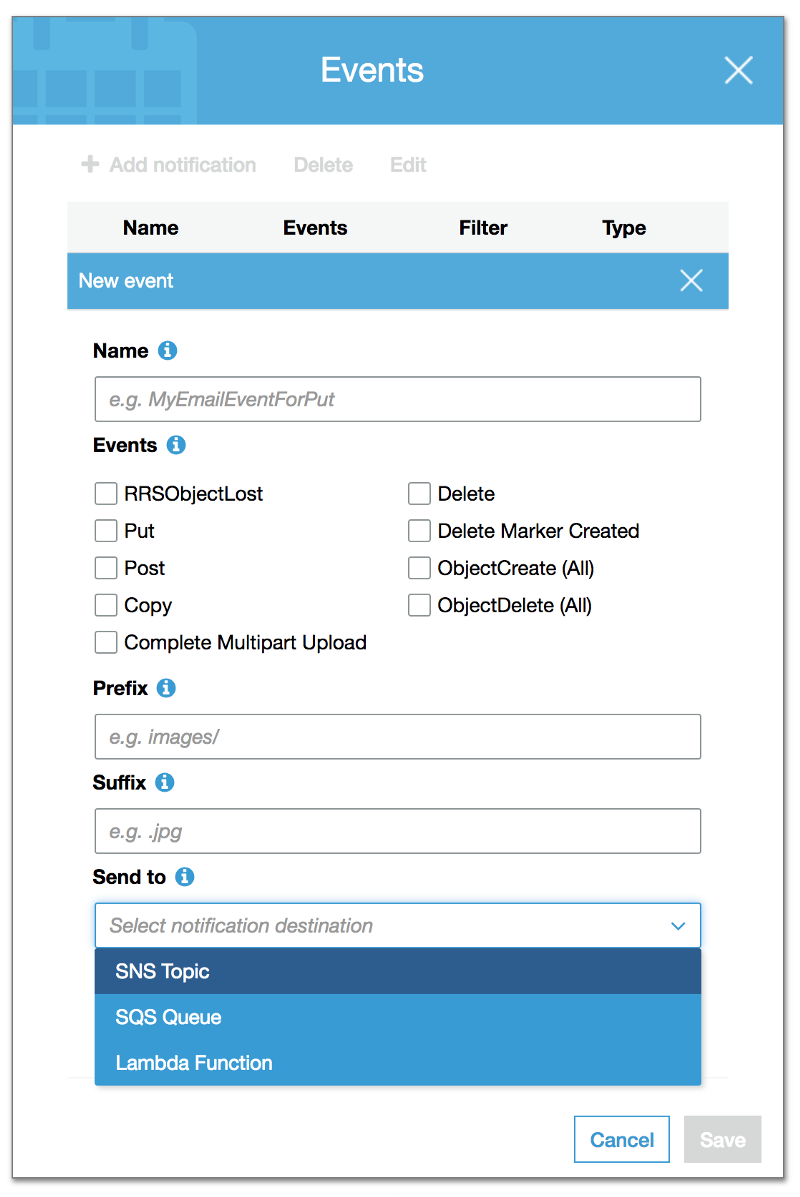 Events
Add notification Delete Edit
Name Events Filter Type
New event
Name
e.g. MyEmailEventForPut
Events
RRSObjectLost Delete
Put Delete Marker Created
Post ObjectCreate (All)
Copy ObjectDelete (All)
Complete Multipart Upload
Prefix
e.g. images/
Suffix
e.g. .jpg
Send to
Select notification destination
SNS Topic
SQS Queue
Lambda Function
Cancel Save